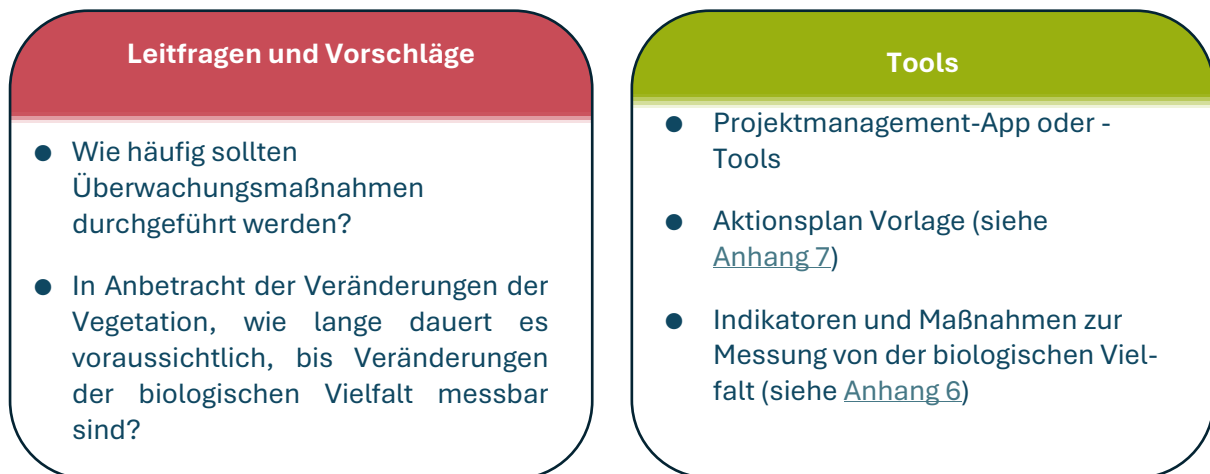 Leitfragen und Vorschläge
● Wie häufig sollten
Überwachungsmaßnahmen
durchgeführt werden?
● In Anbetracht der Veränderungen der
Vegetation, wie lange dauert es
voraussichtlich, bis Veränderungen
der biologischen Vielfalt messbar
sind?
Tools
● Projektmanagement-App oder -
Tools
● Aktionsplan Vorlage (siehe
Anhang 7)
● Indikatoren und Maßnahmen zur
Messung von der biologischen Viel-
falt (siehe Anhang 6)